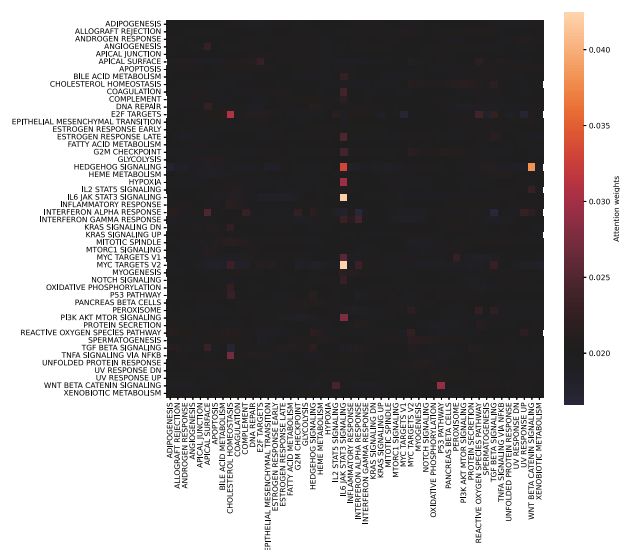 ADIPOGENESIS
ALLOGRAFT REJECTION
ANDROGEN RESPONSE
ANGIOGENESIS
APICAL JUNCTION
APICAL SURFACE
APOPTOSIS
BILE ACID METABOLISM
CHOLESTEROL HOMEOSTASIS
COAGULATION
COMPLEMENT
DNA REPAIR
E2F TARGETS
EPITHELIAL MESENCHYMAL TRANSITION
ESTROGEN RESPONSE EARLY
ESTROGEN RESPONSE LATE
FATTY ACID METABOLISM
G2M CHECKPOINT
GLYCOLYSIS
HEDGEHOG SIGNALING
HEME METABOLISM
HYPOXIA
IL2 STAT5 SIGNALING
IL6 JAK STAT3 SIGNALING
INFLAMMATORY RESPONSE
INTERFERON ALPHA RESPONSE
INTERFERON GAMMA RESPONSE
KRAS SIGNALING DN
KRAS SIGNALING UP
MITOTIC SPINDLE
MTORC1 SIGNALING
MYC TARGETS V1
MYC TARGETS V2
MYOGENESIS
NOTCH SIGNALING
OXIDATIVE PHOSPHORYLATION
P53 PATHWAY
PANCREAS BETA CELLS
PEROXISOME
PI3K AKT MTOR SIGNALING
PROTEIN SECRETION
REACTIVE OXYGEN SPECIES PATHWAY
SPERMATOGENESIS
TGF BETA SIGNALING
TNFA SIGNALING VIA NFKB
UNFOLDED PROTEIN RESPONSE
UV RESPONSE DN
UV RESPONSE UP
WNT BETA CATENIN SIGNALING
XENOBIOTIC METABOLISM
ADIPOGENESIS
ALLOGRAFT REJECTION
ANDROGEN RESPONSE
ANGIOGENESIS
APICAL JUNCTION
APICAL SURFACE
APOPTOSIS
BILE ACID METABOLISM
CHOLESTEROL HOMEOSTASIS
COAGULATION
COMPLEMENT
DNA REPAIR
E2F TARGETS
EPITHELIAL MESENCHYMAL TRANSITION
ESTROGEN RESPONSE EARLY
ESTROGEN RESPONSE LATE
FATTY ACID METABOLISM
G2M CHECKPOINT
GLYCOLYSIS
HEDGEHOG SIGNALING
HEME METABOLISM
HYPOXIA
IL2 STAT5 SIGNALING
IL6 JAK STAT3 SIGNALING
INFLAMMATORY RESPONSE
INTERFERON ALPHA RESPONSE
INTERFERON GAMMA RESPONSE
KRAS SIGNALING DN
KRAS SIGNALING UP
MITOTIC SPINDLE
MTORC1 SIGNALING
MYC TARGETS V1
MYC TARGETS V2
MYOGENESIS
NOTCH SIGNALING
OXIDATIVE PHOSPHORYLATION
P53 PATHWAY
PANCREAS BETA CELLS
PEROXISOME
PI3K AKT MTOR SIGNALING
PROTEIN SECRETION
REACTIVE OXYGEN SPECIES PATHWAY
SPERMATOGENESIS
TGF BETA SIGNALING
TNFA SIGNALING VIA NFKB
UNFOLDED PROTEIN RESPONSE
UV RESPONSE DN
UV RESPONSE UP
WNT BETA CATENIN SIGNALING
XENOBIOTIC METABOLISM
0.040
0.035
0.030
0.025
0.020
Attention weights